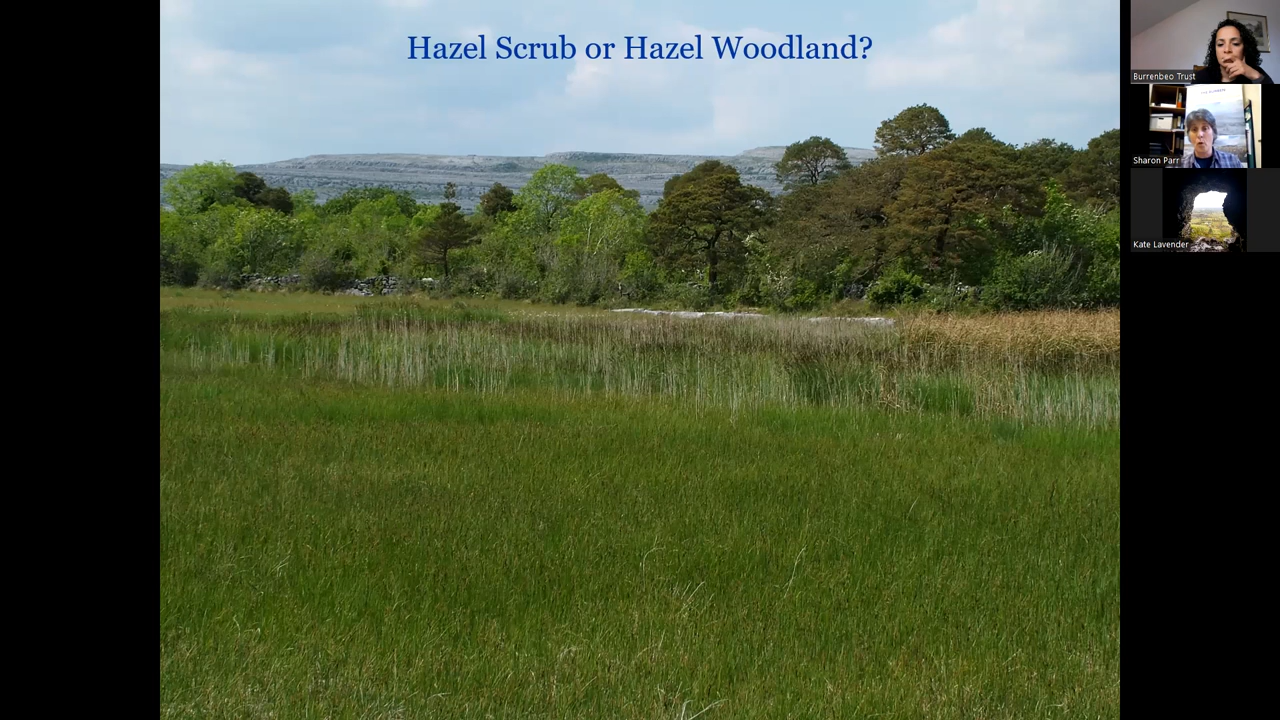 Hazel Scrub or Hazel Woodland?
Burrenbeo Trust
Sharon Parr
Kate Lavender